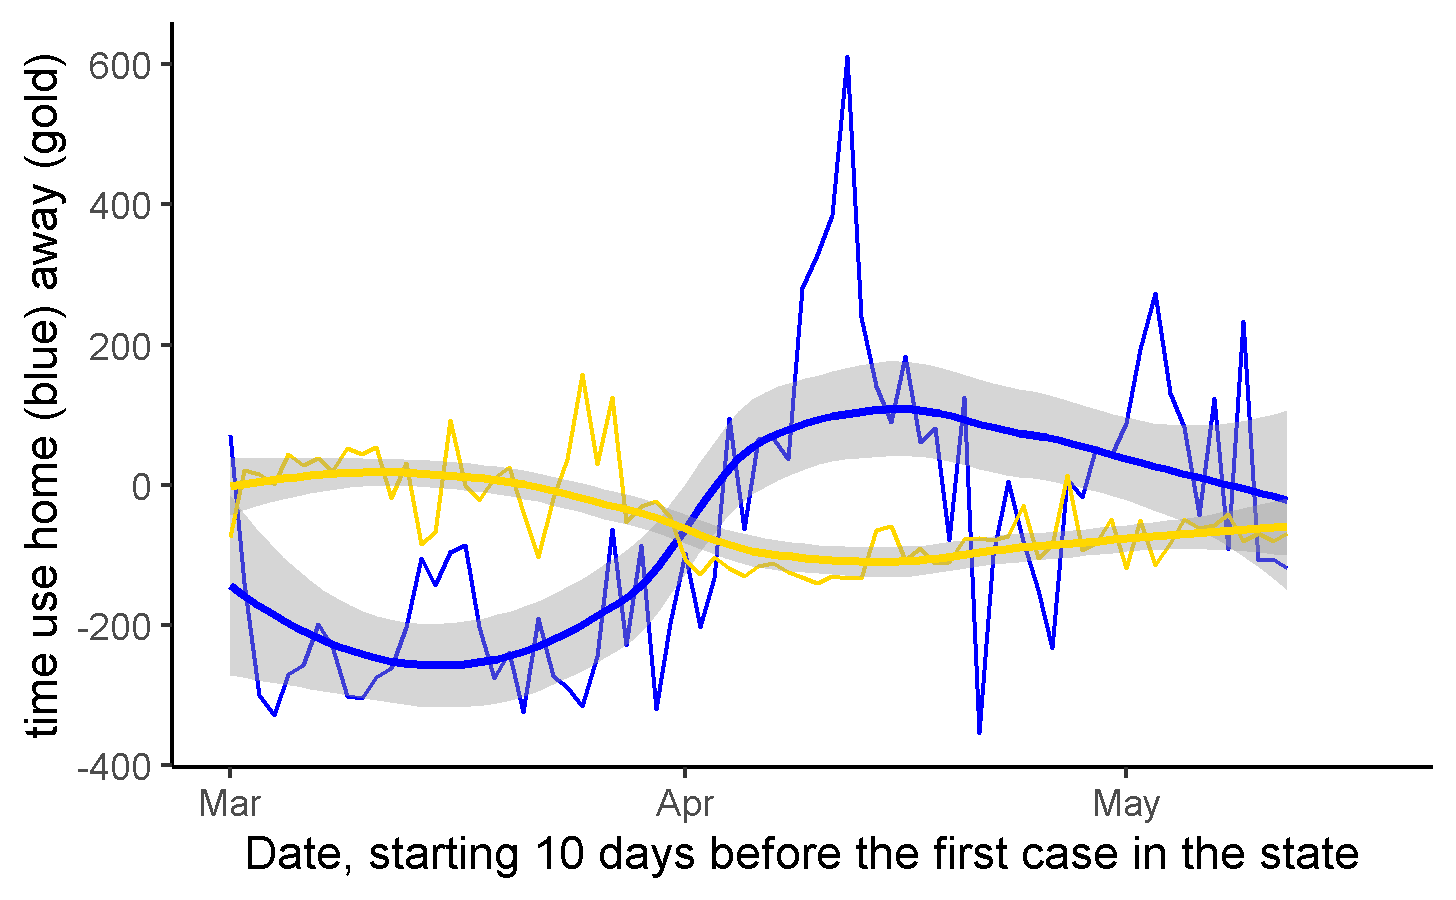 time use home (blue) away (gold)
600
400
200
0
-200
-400
Mar
Apr
May
Date, starting 10 days before the first case in the state